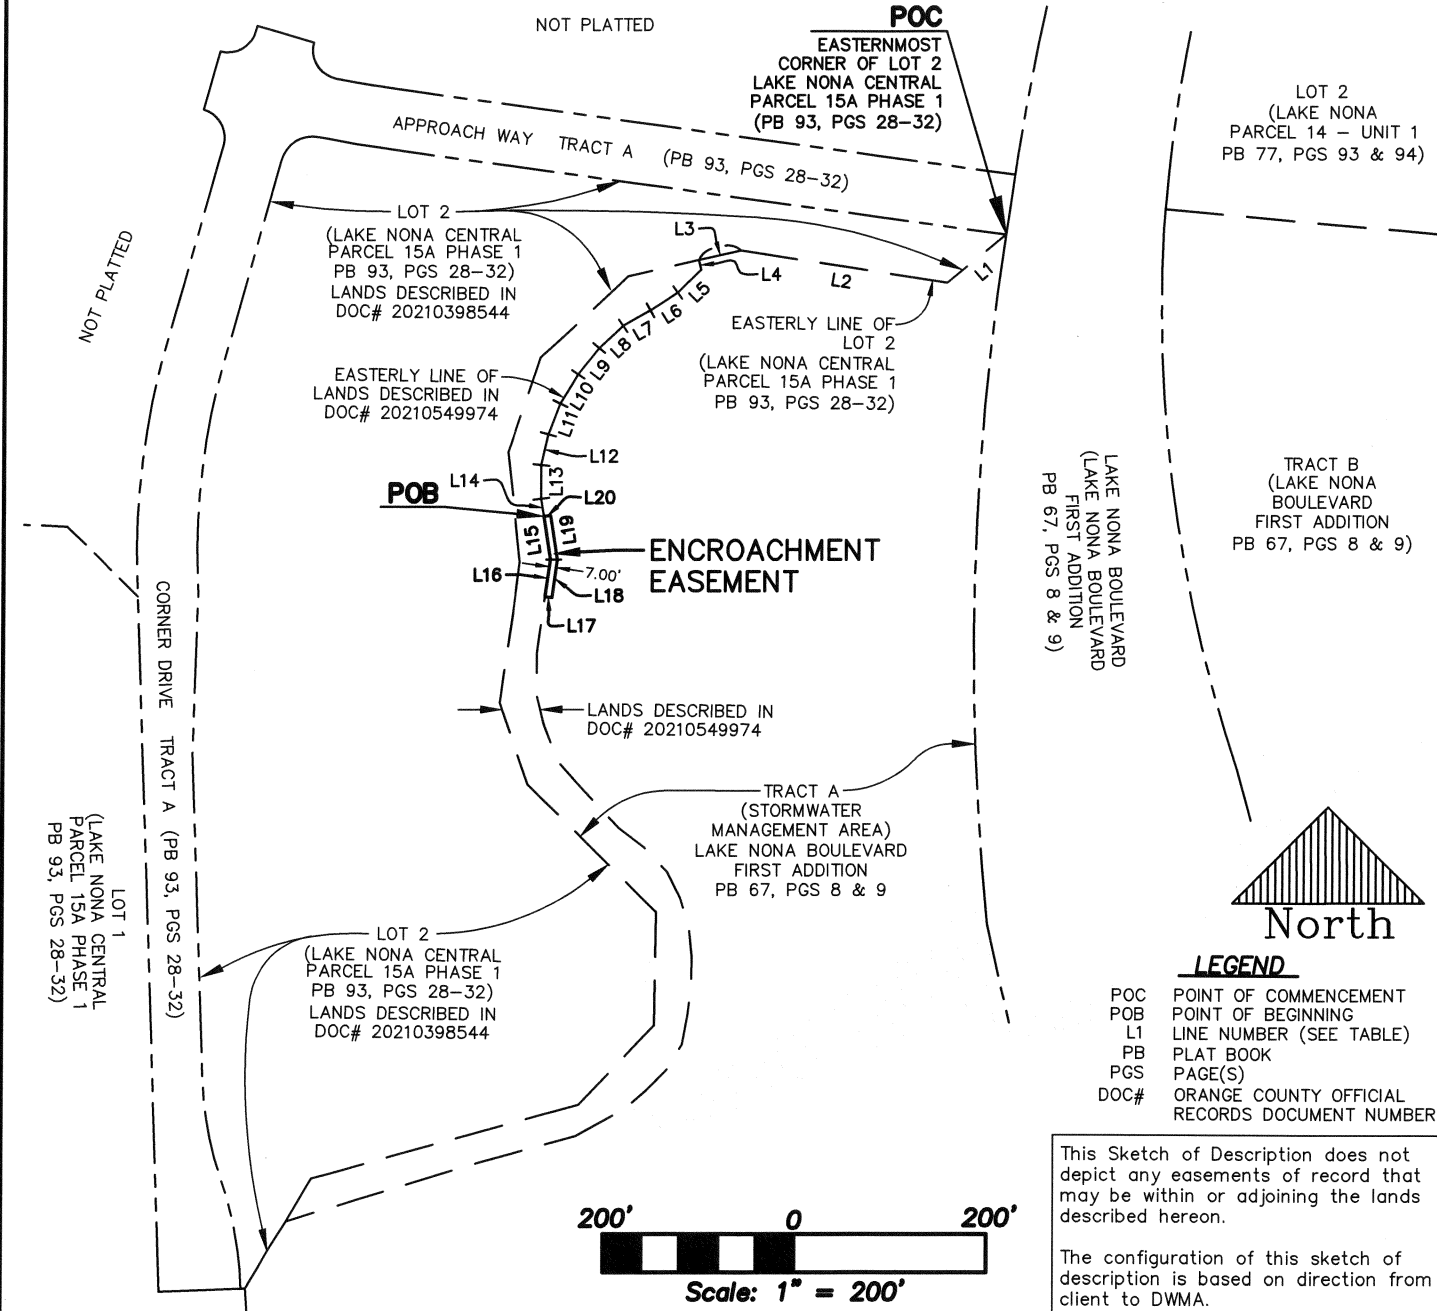 NOT PLATTED
POC
EASTERNMOST
CORNER OF LOT 2
LAKE NONA CENTRAL
PARCEL 15A PHASE 1
(PB 93, PGS 28-32)
LOT 2
(LAKE NONA
PARCEL 14 - UNIT 1
PB 77, PGS 93 & 94)
APPROACH WAY TRACT A (PB 93, PGS 28-32)
LOT 2
(LAKE NONA CENTRAL
PARCEL 15A PHASE 1
PB 93, PGS 28-32)
LANDS DESCRIBED IN
DOC# 20210398544
NOT PLATTED
L3
L4
L2
L1
L5
L6
L7
L8
L9
L10
L11
L12
L13
L14
EASTERLY LINE OF
LOT 2
(LAKE NONA CENTRAL
PARCEL 15A PHASE 1
PB 93, PGS 28-32)
EASTERLY LINE OF
LANDS DESCRIBED IN
DOC# 20210549974
POB
L20
L15
L19
ENCROACHMENT
EASEMENT
L16
7.00'
L18
L17
LAKE NONA BOULEVARD
(LAKE NONA BOULEVARD
FIRST ADDITION
PB 67, PGS 8 & 9)
TRACT B
(LAKE NONA
BOULEVARD
FIRST ADDITION
PB 67, PGS 8 & 9)
CORNER DRIVE TRACT A (PB 93, PGS 28-32)
LANDS DESCRIBED IN
DOC# 20210549974
TRACT A
(STORMWATER
MANAGEMENT AREA)
LAKE NONA BOULEVARD
FIRST ADDITION
PB 67, PGS 8 & 9
LOT 1
(LAKE NONA CENTRAL
PARCEL 15A PHASE 1
PB 93, PGS 28-32)
LOT 2
(LAKE NONA CENTRAL
PARCEL 15A PHASE 1
PB 93, PGS 28-32)
LANDS DESCRIBED IN
DOC# 20210398544
North
LEGEND
POC POINT OF COMMENCEMENT
POB POINT OF BEGINNING
L1 LINE NUMBER (SEE TABLE)
PB PLAT BOOK
PGS PAGE(S)
DOC# ORANGE COUNTY OFFICIAL
RECORDS DOCUMENT NUMBER
This Sketch of Description does not
depict any easements of record that
may be within or adjoining the lands
described hereon.
The configuration of this sketch of
description is based on direction from
client to DWMA.
200' 0 200'
Scale: 1" = 200'